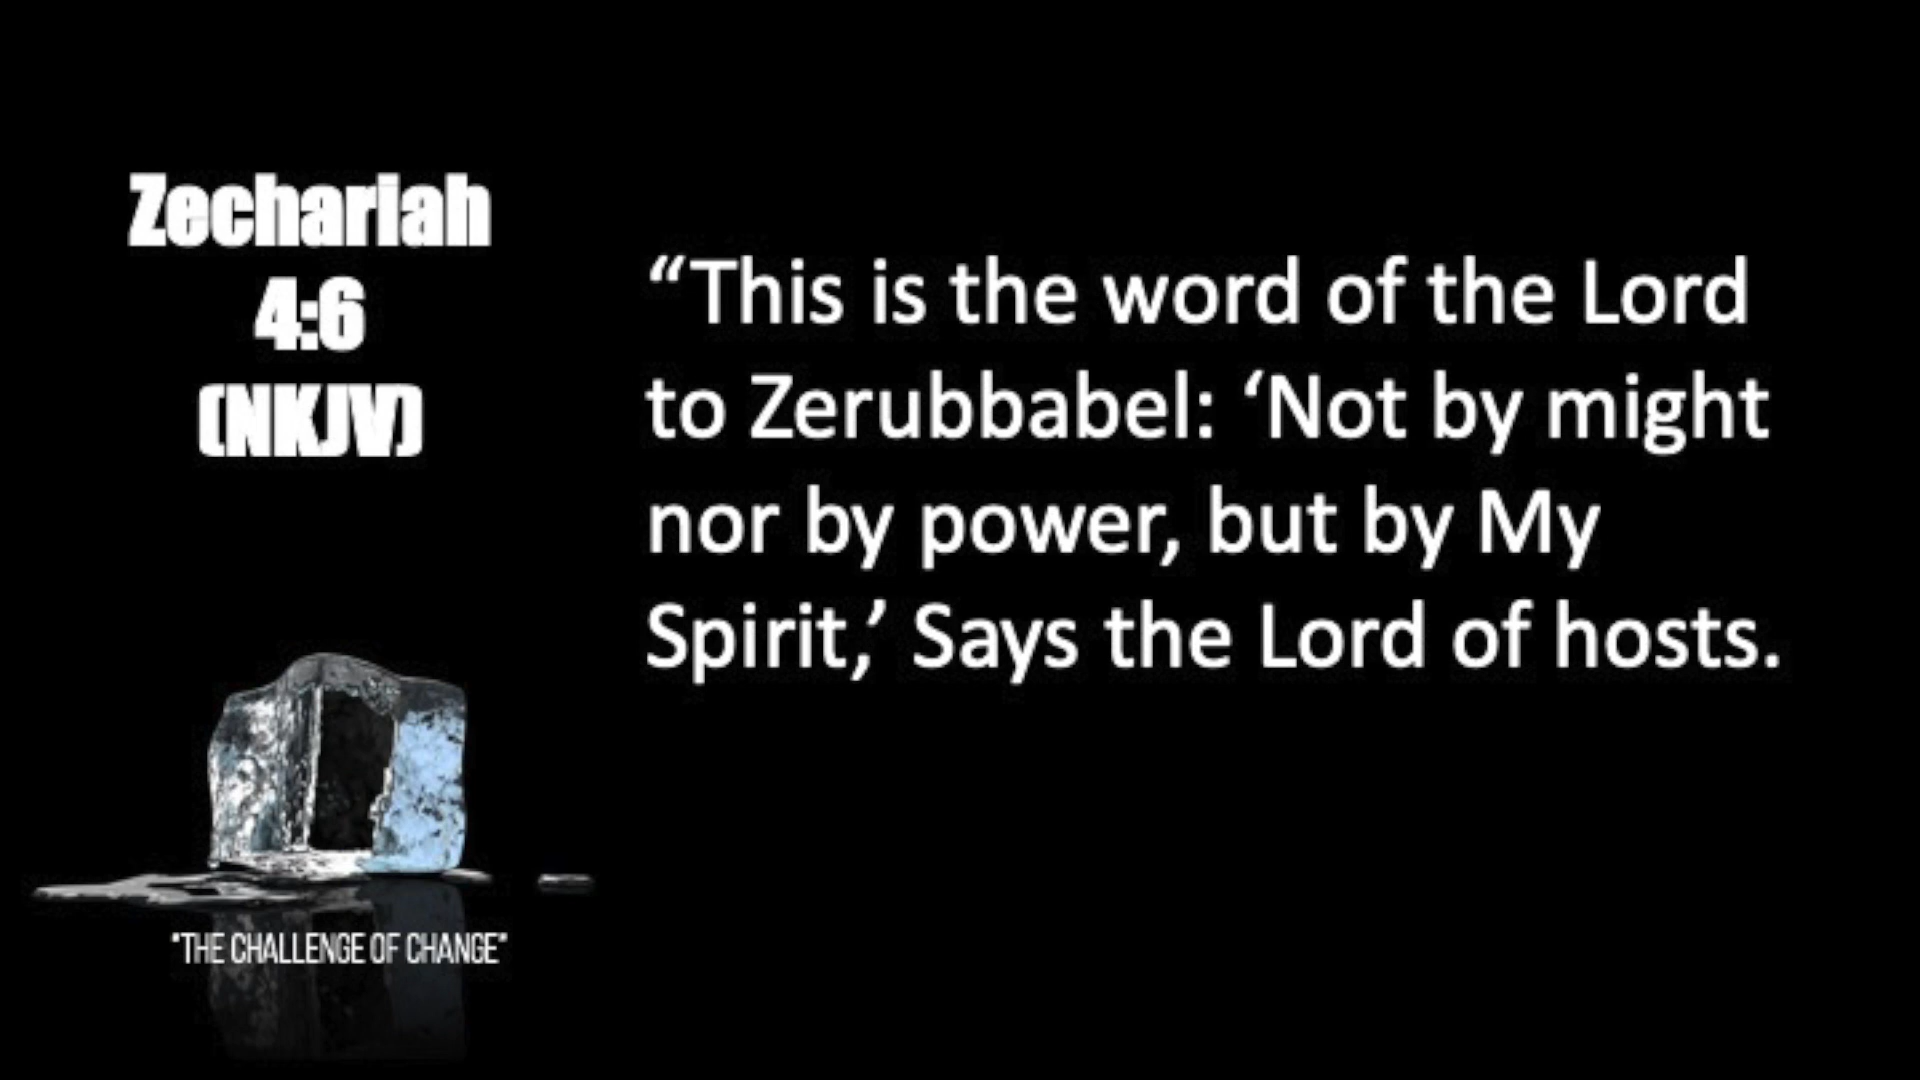 Zechariah
4:6
(NKJV)
“This is the word of the Lord
to Zerubbabel: ‘Not by might
nor by power, but by My
Spirit,’ Says the Lord of hosts.
“THE CHALLENGE OF CHANGE”